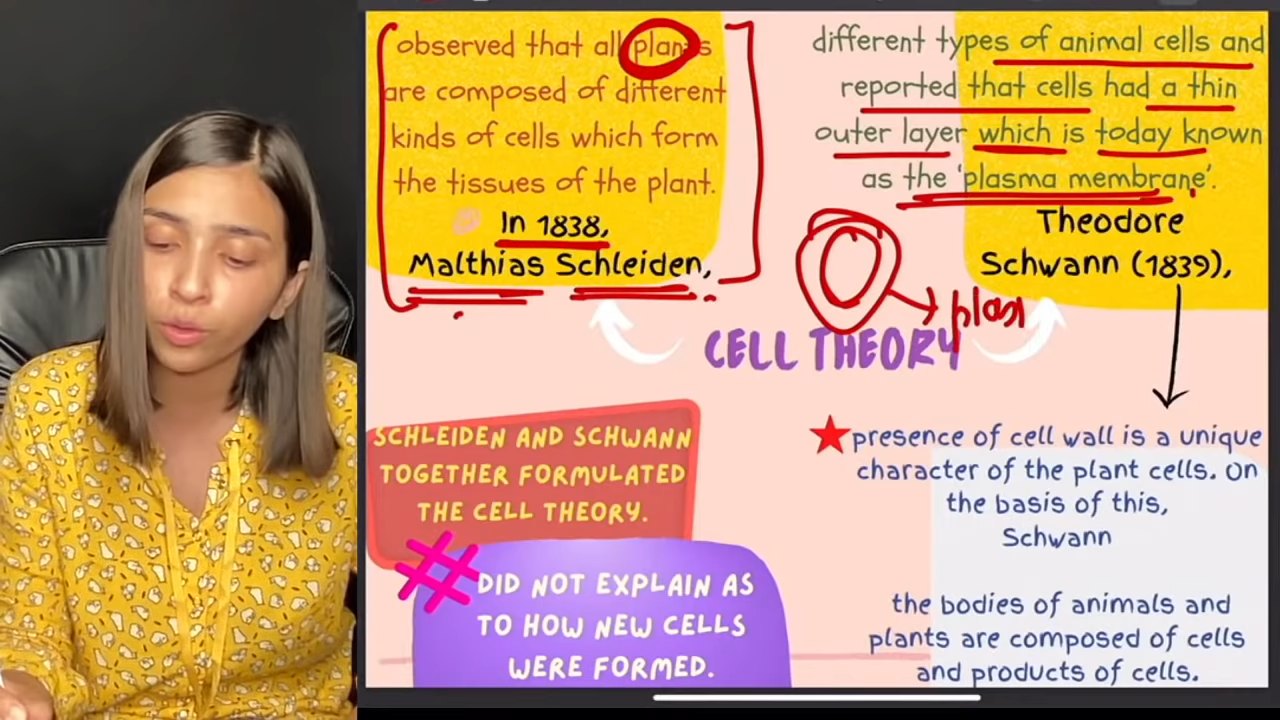 observed that all plants
are composed of different
kinds of cells which form
the tissues of the plant.
In 1838,
Malthias Schleiden,
different types of animal cells and
reported that cells had a thin
outer layer which is today known
as the 'plasma membrane'.
Theodore
Schwann (1839),
plasr
CELL THEORY
SCHLEIDEN AND SCHWANN
TOGETHER FORMULATED
THE CELL THEORY.
DID NOT EXPLAIN AS
TO HOW NEW CELLS
WERE FORMED.
presence of cell wall is a unique
character of the plant cells. On
the basis of this,
Schwann
the bodies of animals and
plants are composed of cells
and products of cells.